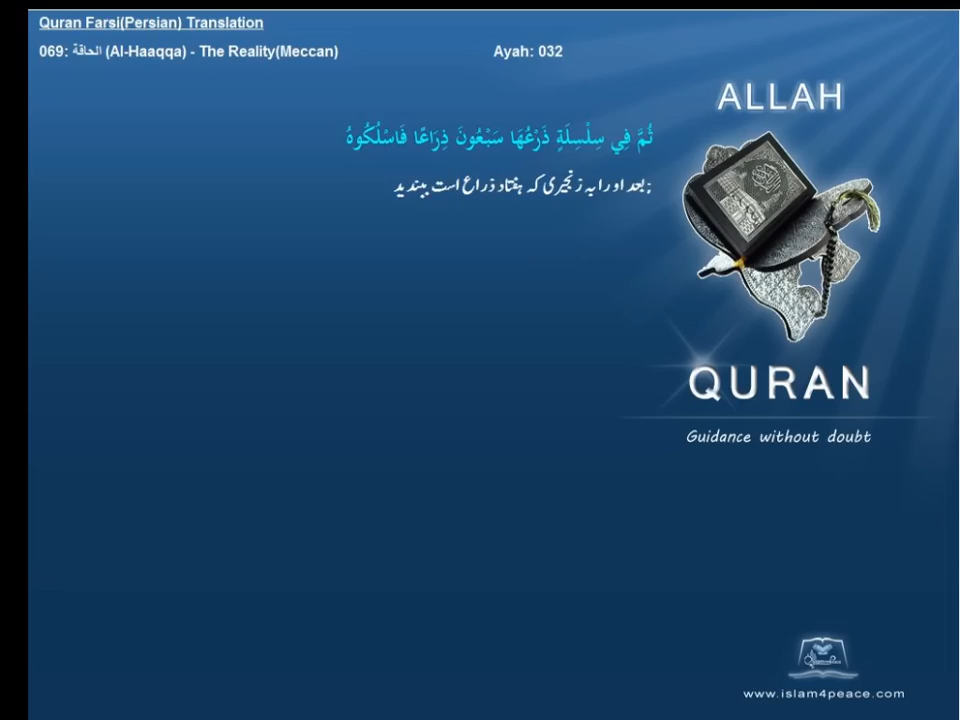 Quran Farsi(Persian) Translation
069: الحاقة (Al-Haaqqa) - The Reality(Meccan) Ayah: 032
ثُمَّ فِي سِلْسِلَةٍ ذَرْعُهَا سَبْعُونَ ذِرَاعًا فَاسْلُكُوهُ
بعد او را به زنجیری که هفتاد ذراع است ببندید:
ALLAH
QURAN
Guidance without doubt
www.islam4peace.com